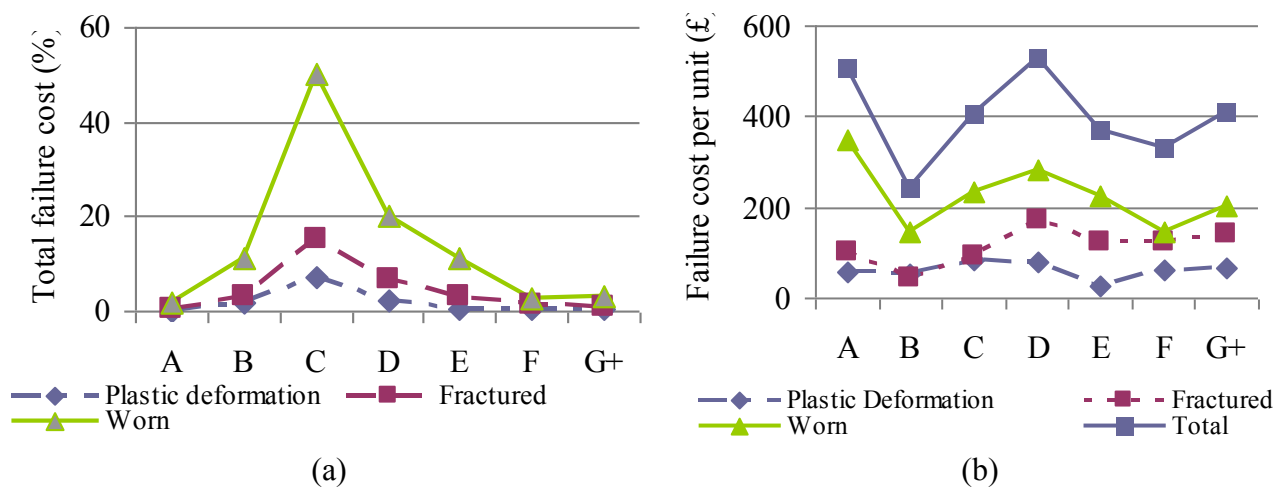 Total failure cost (%)
60
40
20
0
A B C D E F G+
Plastic deformation
Fractured
Worn
(a)
Failure cost per unit (£)
600
400
200
0
A B C D E F G+
Plastic Deformation
Fractured
Worn
Total
(b)